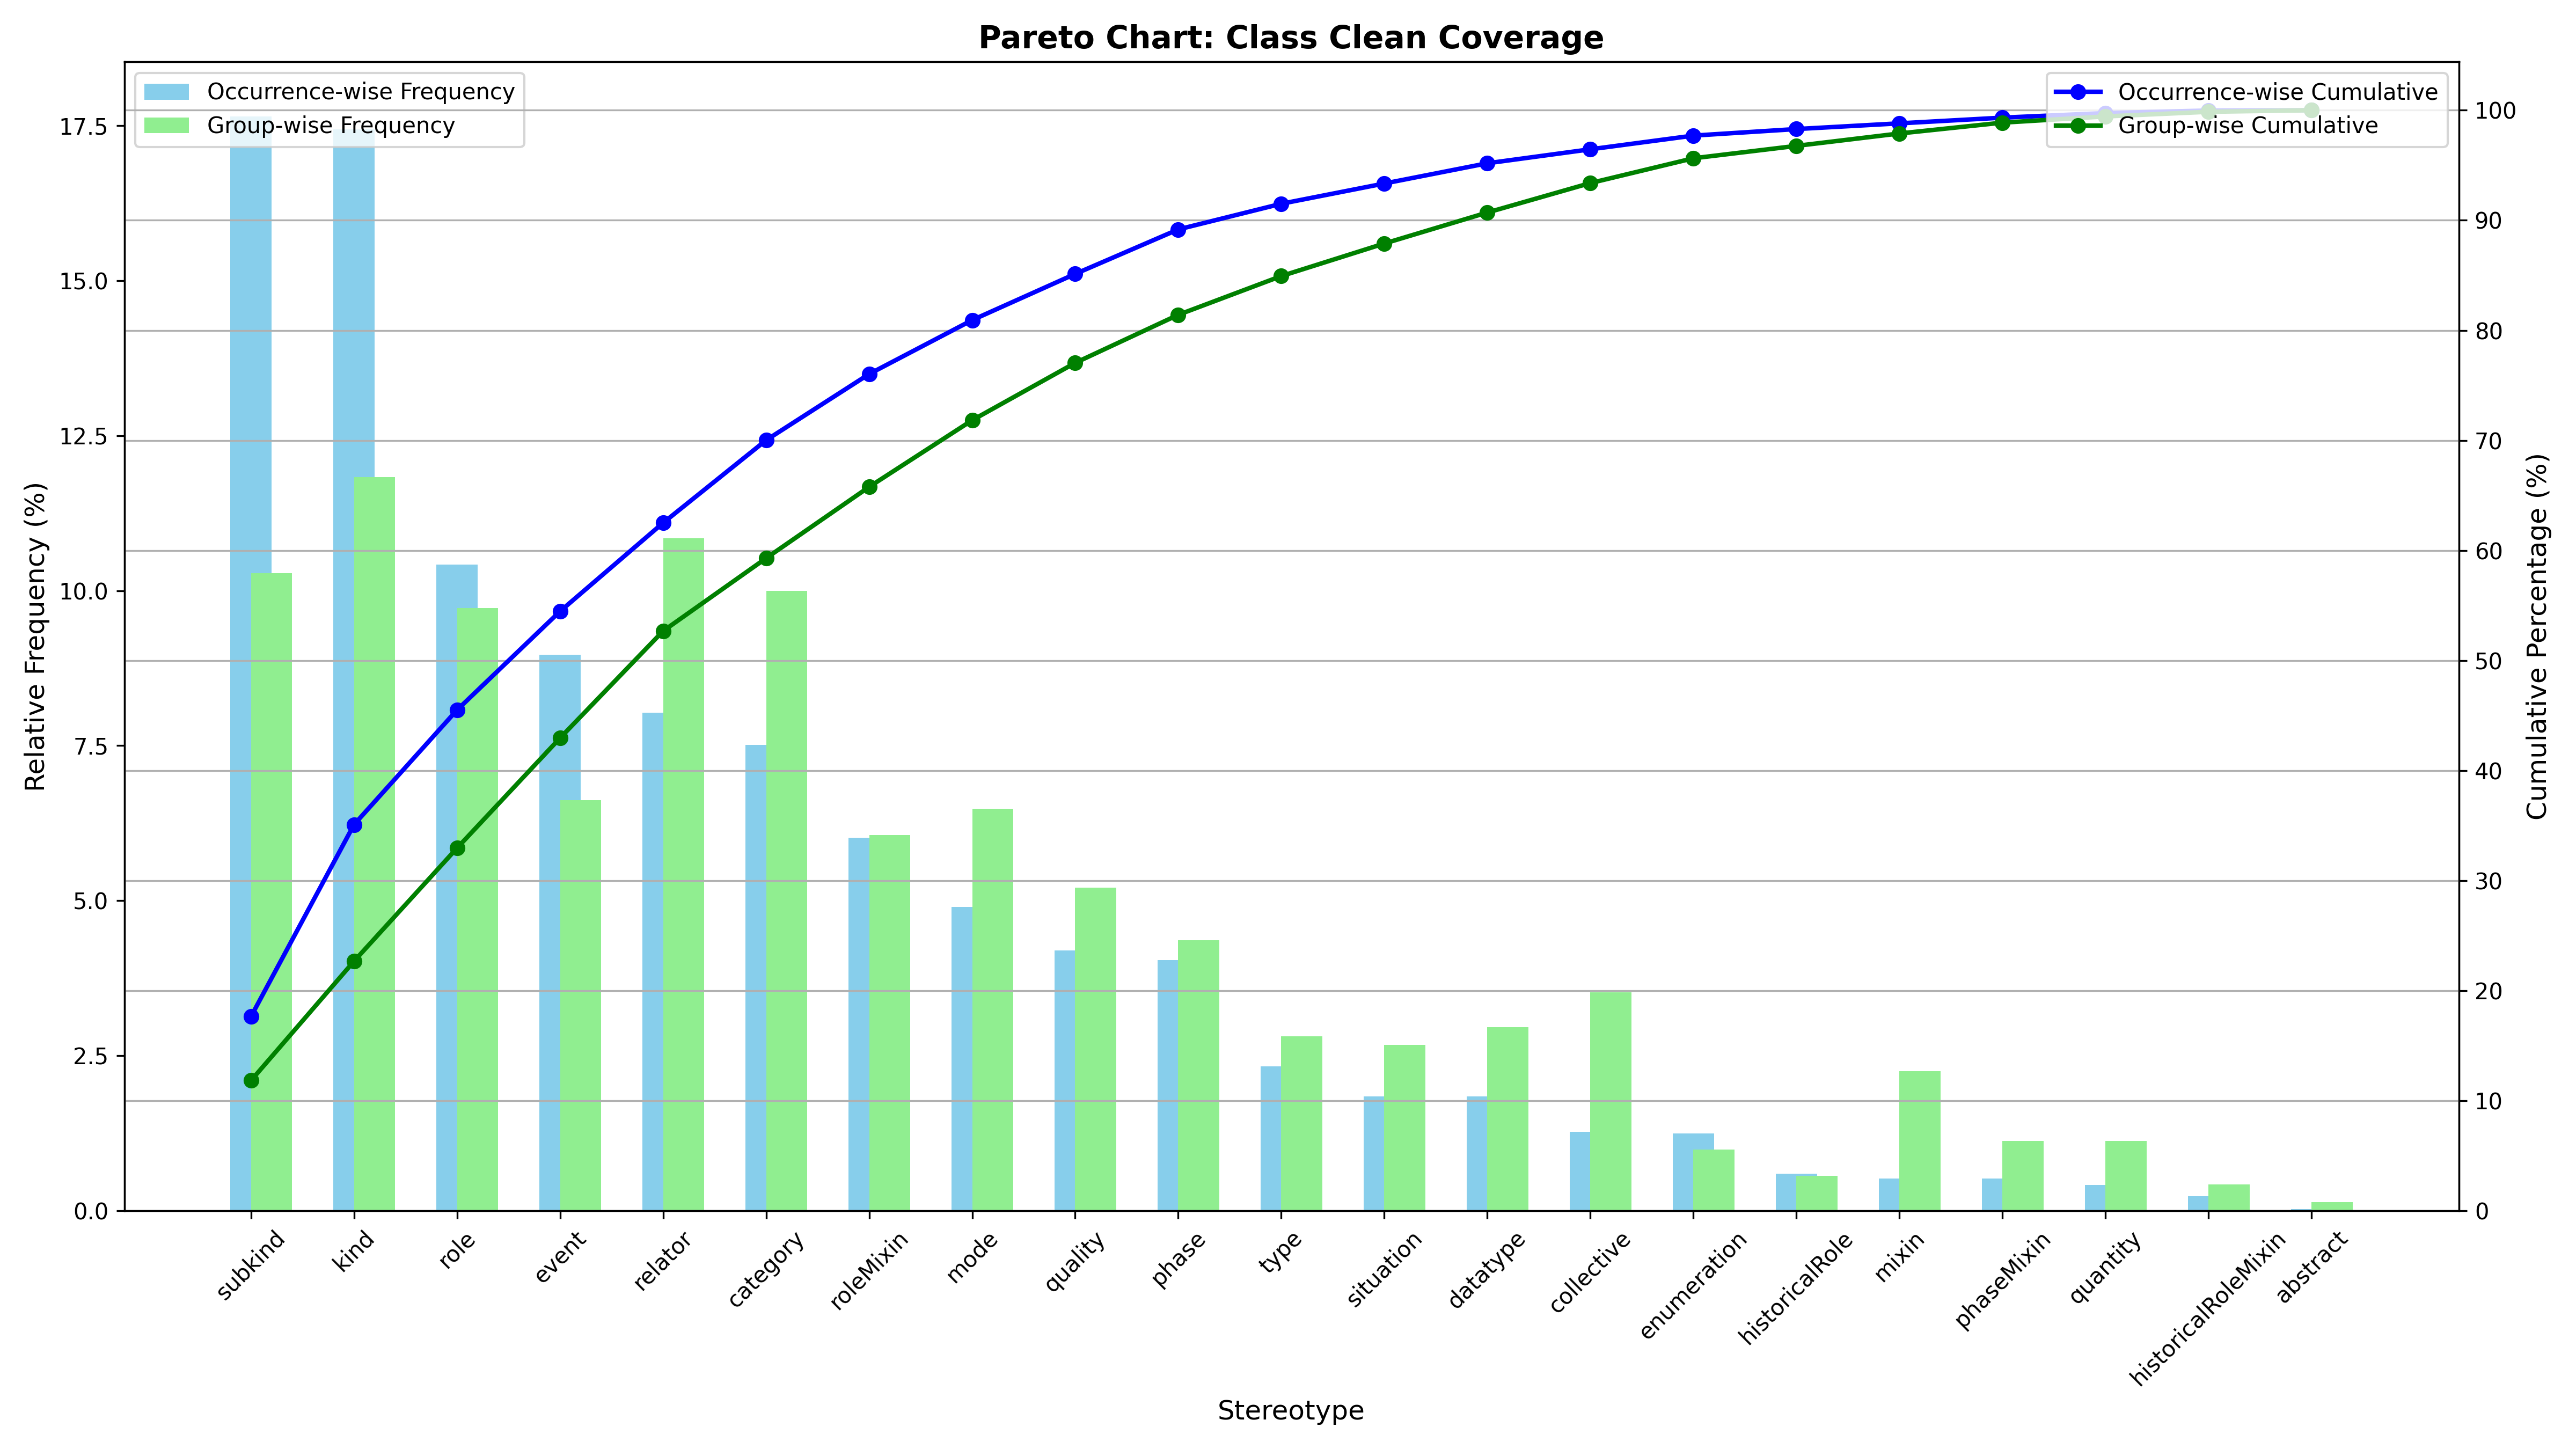 Pareto Chart: Class Clean Coverage
Occurrence-wise Frequency
Group-wise Frequency
Occurrence-wise Cumulative
Group-wise Cumulative
Relative Frequency (%)
17.5
15.0
12.5
10.0
7.5
5.0
2.5
0.0
100
90
80
70
60
50
40
30
20
10
0
Cumulative Percentage (%)
subkind
kind
role
event
relator
category
roleMixin
mode
quality
phase
type
situation
datatype
collective
enumeration
historicalRole
mixin
phaseMixin
quantity
historicalRoleMixin
abstract
Stereotype